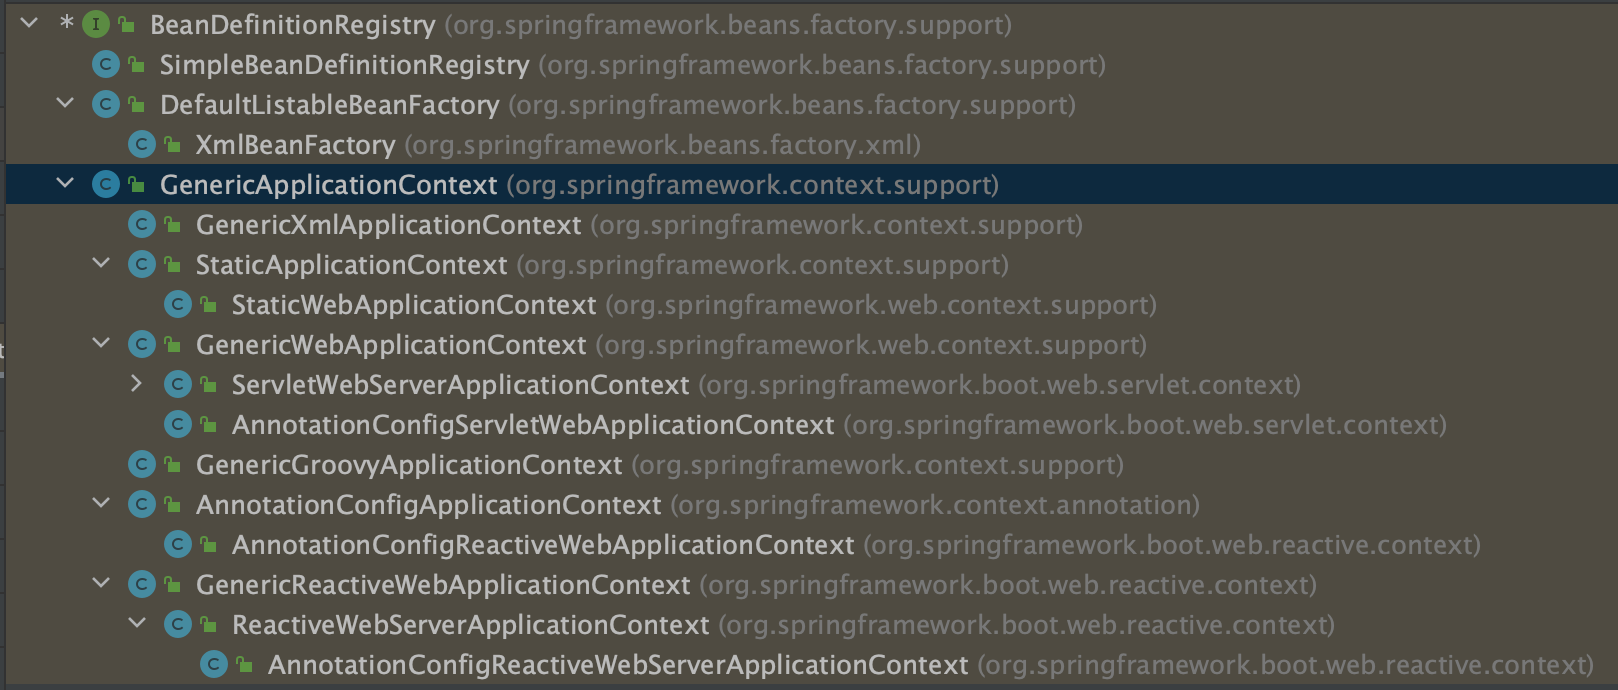 * I BeanDefinitionRegistry (org.springframework.beans.factory.support)
C SimpleBeanDefinitionRegistry (org.springframework.beans.factory.support)
C DefaultListableBeanFactory (org.springframework.beans.factory.support)
C XmlBeanFactory (org.springframework.beans.factory.xml)
C GenericApplicationContext (org.springframework.context.support)
C GenericXmlApplicationContext (org.springframework.context.support)
C StaticApplicationContext (org.springframework.context.support)
C StaticWebApplicationContext (org.springframework.web.context.support)
C GenericWebApplicationContext (org.springframework.web.context.support)
C ServletWebServerApplicationContext (org.springframework.boot.web.servlet.context)
C AnnotationConfigServletWebApplicationContext (org.springframework.boot.web.servlet.context)
C GenericGroovyApplicationContext (org.springframework.context.support)
C AnnotationConfigApplicationContext (org.springframework.context.annotation)
C AnnotationConfigReactiveWebApplicationContext (org.springframework.boot.web.reactive.context)
C GenericReactiveWebApplicationContext (org.springframework.boot.web.reactive.context)
C ReactiveWebServerApplicationContext (org.springframework.boot.web.reactive.context)
C AnnotationConfigReactiveWebServerApplicationContext (org.springframework.boot.web.reactive.context)